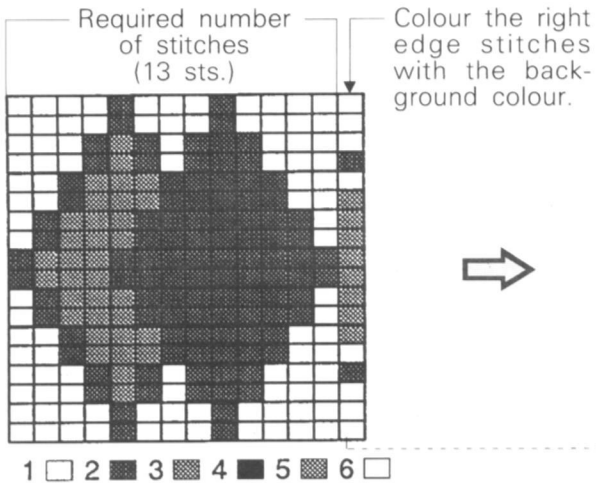 Required number
of stitches
(13 sts.)
Colour the right
edge stitches
with the back-
ground colour.
1 2 3 4 5 6